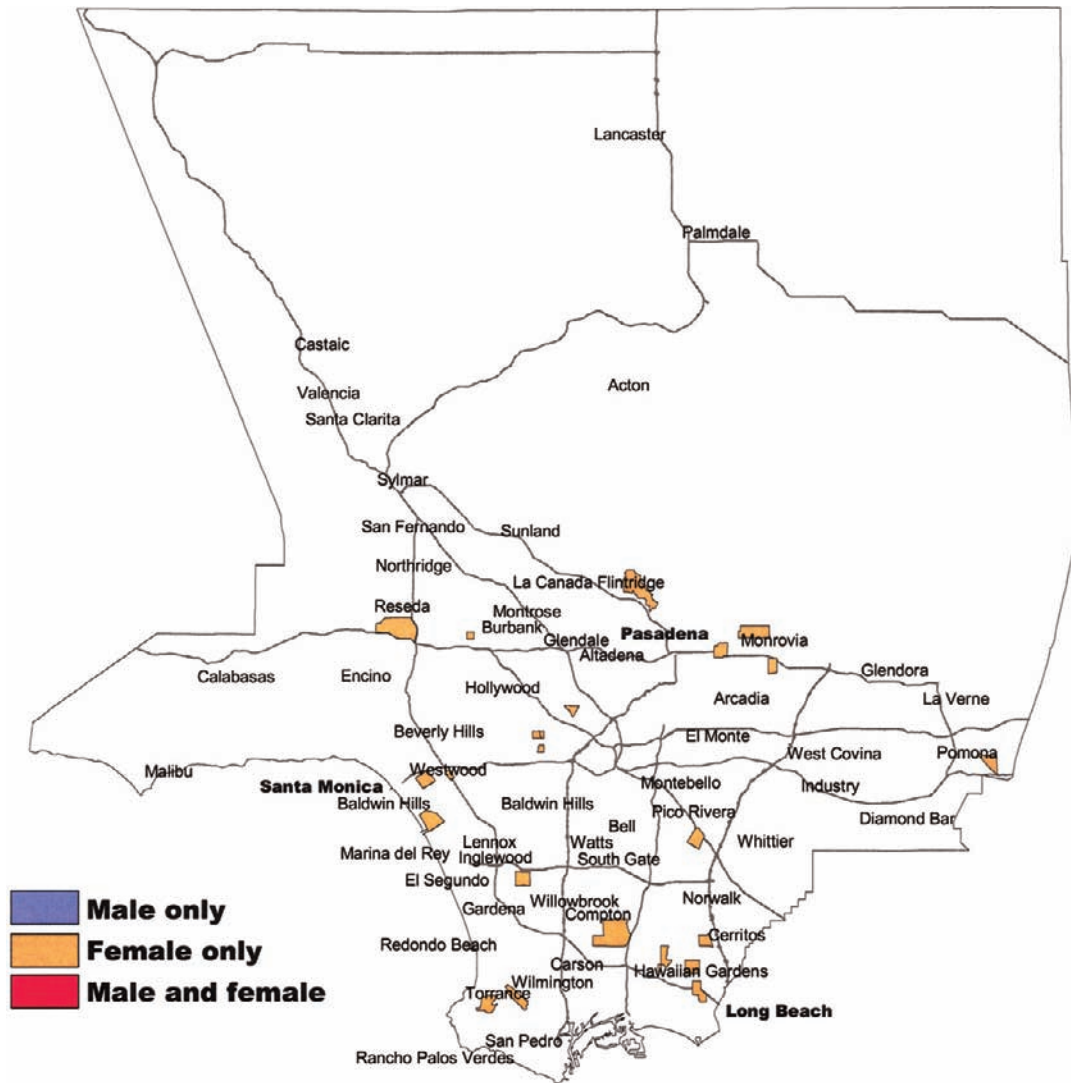 Lancaster
Palmdale
Castaic
Acton
Valencia
Santa Clarita
Sylmar
San Fernando
Sunland
Northridge
La Canada Flintridge
Reseda
Montrose
Burbank
Pasadena
Glendale
Monrovia
Altadena
Calabasas
Encino
Glendora
Hollywood
Arcadia
La Verne
Beverly Hills
El Monte
West Covina
Pomona
Malibu
Westwood
Santa Monica
Montebello
Industry
Baldwin Hills
Baldwin Hills
Pico Rivera
Diamond Bar
Bell
Lennox
Watts
Whittier
Marina del Rey
Inglewood
South Gate
El Segundo
Willowbrook
Norwalk
Gardena
Compton
Male only
Female only
Male and female
Redondo Beach
Cerritos
Carson
Hawaiian Gardens
Wilmington
Torrance
Long Beach
San Pedro
Rancho Palos Verdes